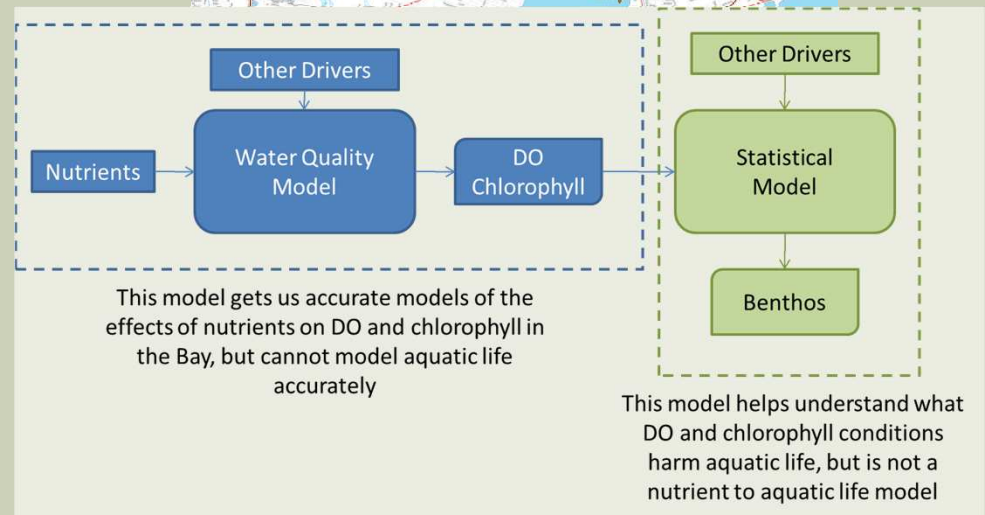 Other Drivers
Nutrients
Water Quality
Model
DO
Chlorophyll
This model gets us accurate models of the
effects of nutrients on DO and chlorophyll in
the Bay, but cannot model aquatic life
accurately
Other Drivers
Statistical
Model
Benthos
This model helps understand what
DO and chlorophyll conditions
harm aquatic life, but is not a
nutrient to aquatic life model